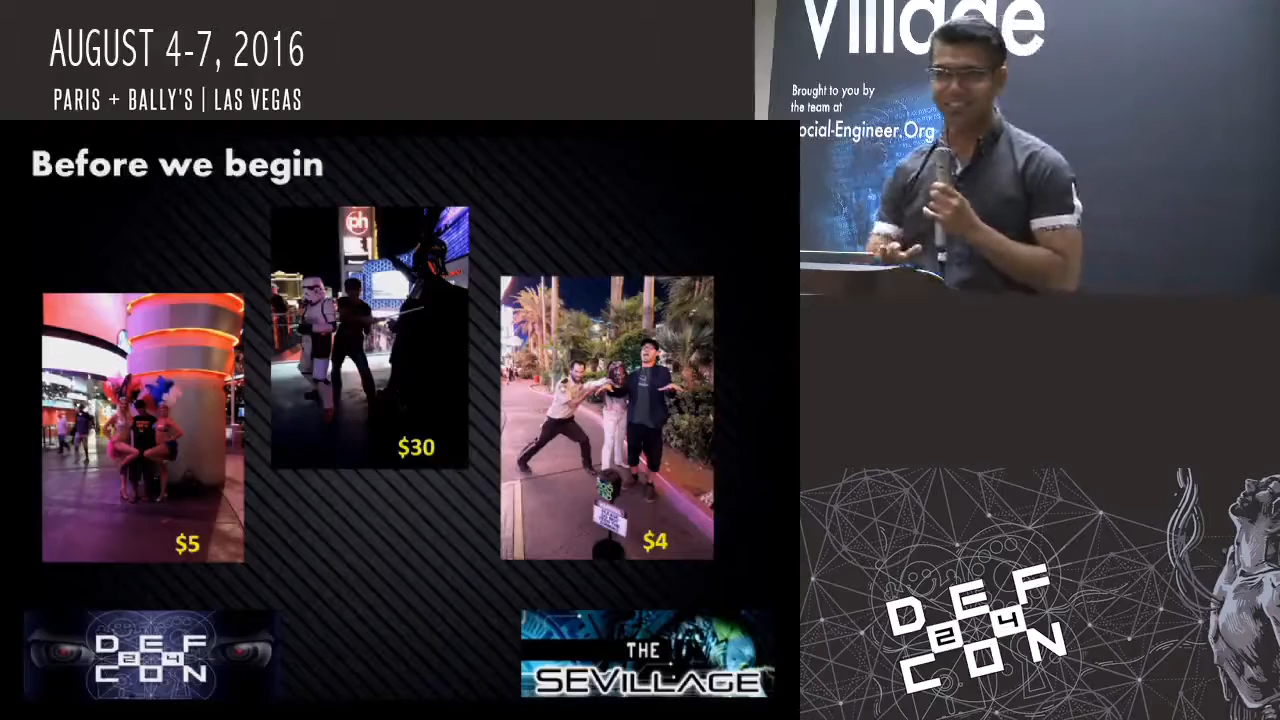 AUGUST 4-7, 2016
PARIS + BALLY'S | LAS VEGAS
Village
Brought to you by
the team at
ocial-Engineer.Org
Before we begin
ph
$30
$5
$4
DEF
24
CON
THE
SEVILLAGE
DEF
24
CON